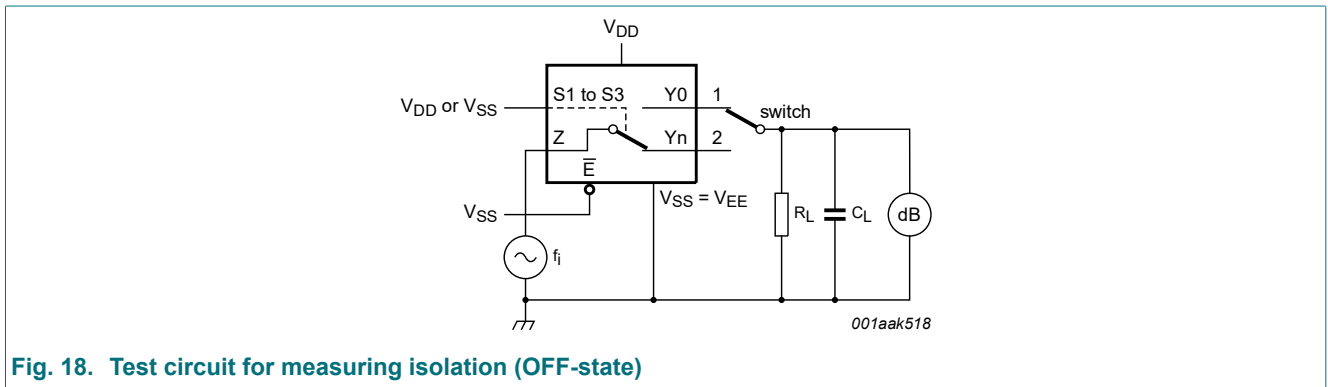 VDD
VDD or VSS
S1 to S3
Y0
1
switch
Z
Yn
2
E̅
VSS = VEE
VSS
RL
CL
dB
fi
001aak518
Fig. 18. Test circuit for measuring isolation (OFF-state)